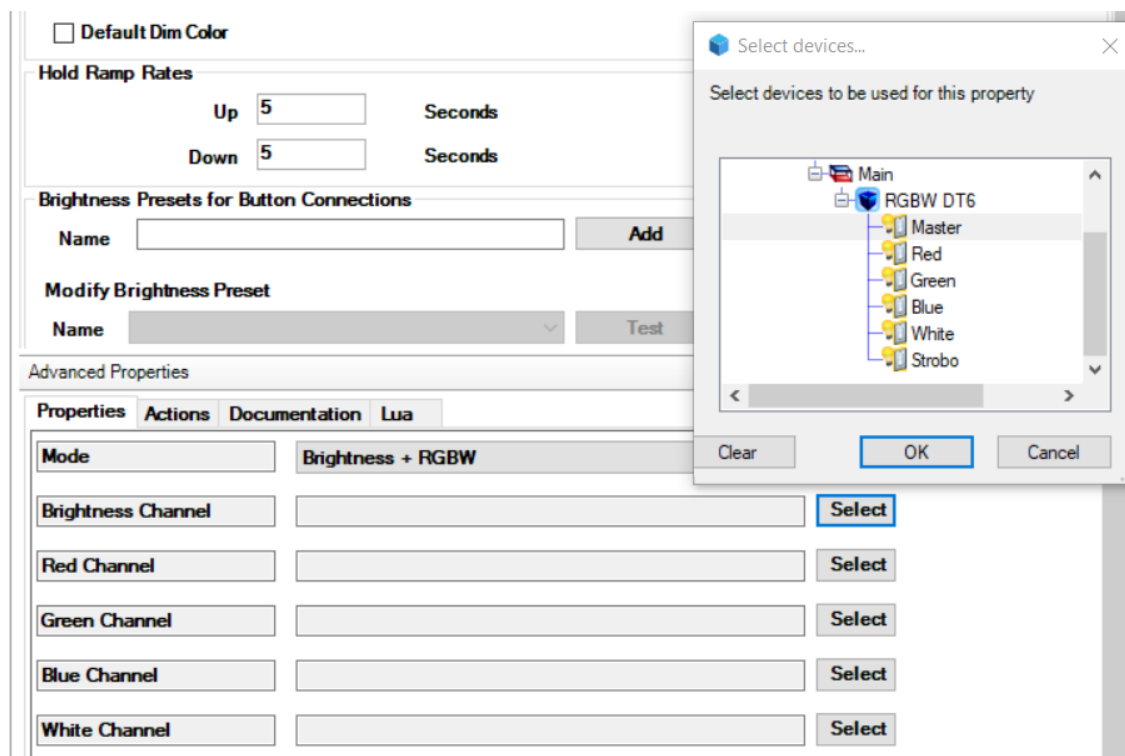 Default Dim Color
Hold Ramp Rates
Up 5 Seconds
Down 5 Seconds
Brightness Presets for Button Connections
Name Add
Modify Brightness Preset
Name Test
Select devices...
Select devices to be used for this property
Main
RGBW DT6
Master
Red
Green
Blue
White
Strobo
Clear OK Cancel
Advanced Properties
Properties Actions Documentation Lua
Mode Brightness + RGBW
Brightness Channel Select
Red Channel Select
Green Channel Select
Blue Channel Select
White Channel Select